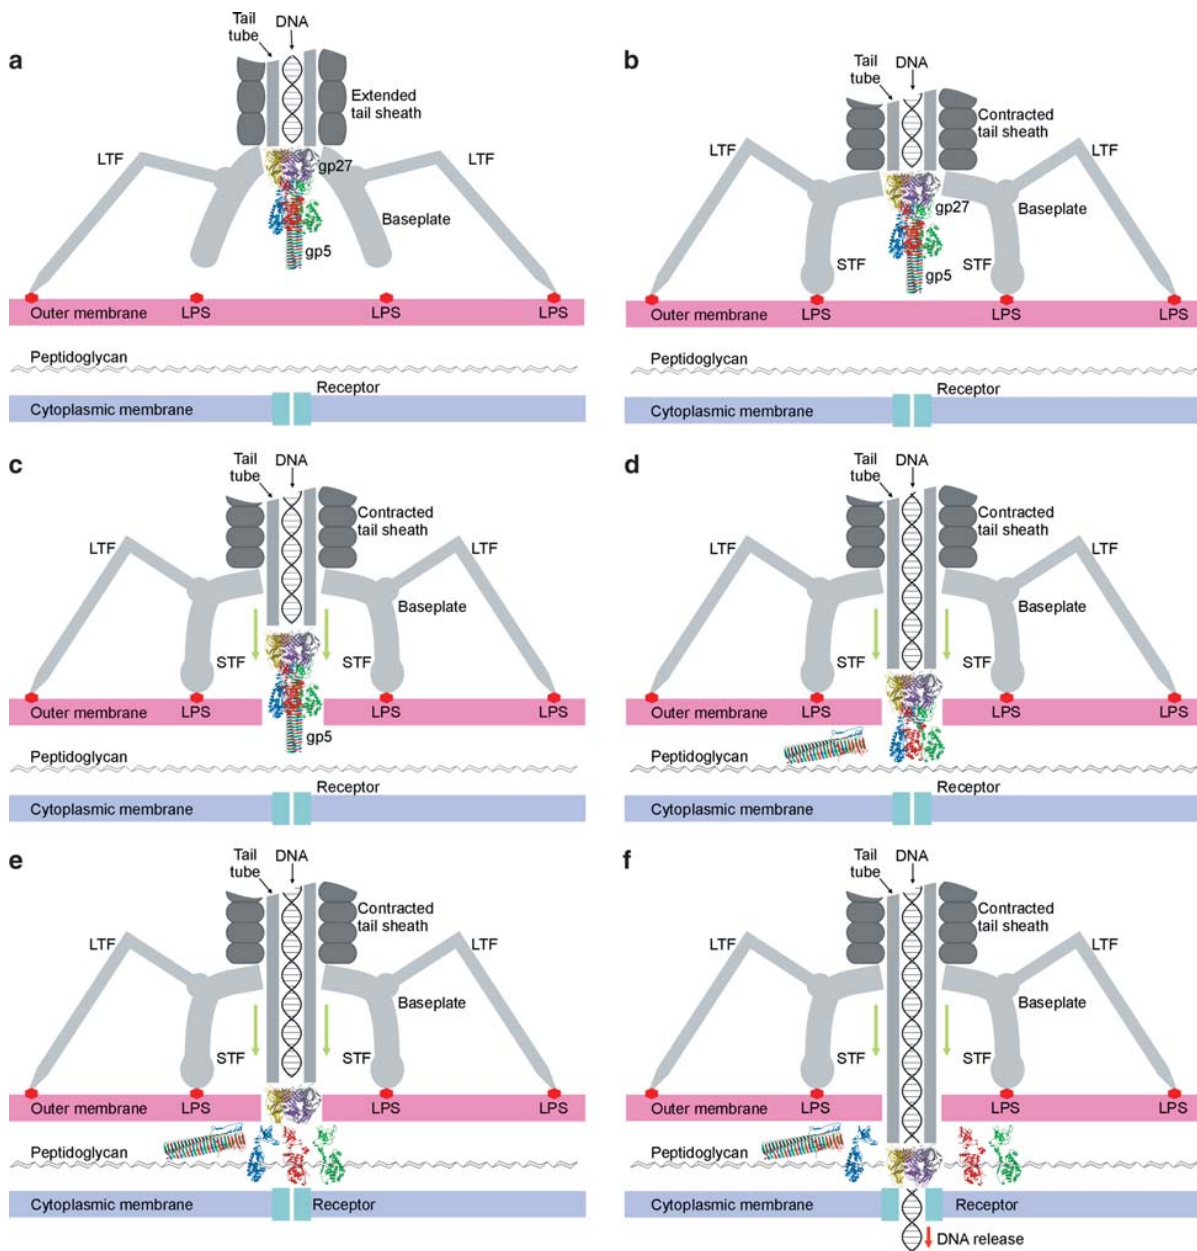 a
Tail
tube
DNA
Extended
tail sheath
LTF
LTF
gp27
Baseplate
gp5
Outer membrane
LPS
LPS
LPS
Peptidoglycan
Receptor
Cytoplasmic membrane
b
Tail
tube
DNA
Contracted
tail sheath
LTF
LTF
gp27
Baseplate
STF
STF
gp5
Outer membrane
LPS
LPS
LPS
Peptidoglycan
Receptor
Cytoplasmic membrane
c
Tail
tube
DNA
Contracted
tail sheath
LTF
LTF
Baseplate
STF
STF
Outer membrane
LPS
LPS
LPS
gp5
Peptidoglycan
Receptor
Cytoplasmic membrane
d
Tail
tube
DNA
Contracted
tail sheath
LTF
LTF
Baseplate
STF
STF
Outer membrane
LPS
LPS
LPS
Peptidoglycan
Receptor
Cytoplasmic membrane
e
Tail
tube
DNA
Contracted
tail sheath
LTF
LTF
Baseplate
STF
STF
Outer membrane
LPS
LPS
LPS
Peptidoglycan
Cytoplasmic membrane
Receptor
f
Tail
tube
DNA
Contracted
tail sheath
LTF
LTF
Baseplate
STF
STF
Outer membrane
LPS
LPS
LPS
Peptidoglycan
Cytoplasmic membrane
Receptor
DNA release